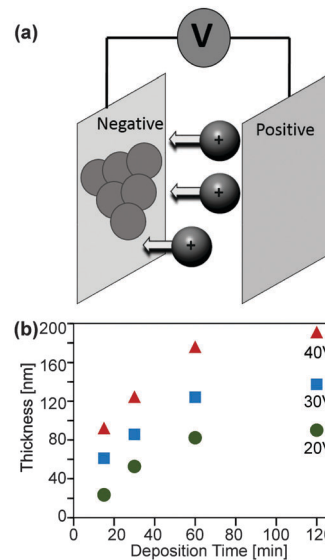 (a)
V
Negative
Positive
+
+
+
(b)
Thickness [nm]
200
160
120
80
40
0
40V
30V
20V
0 20 40 60 80 100 120
Deposition Time [min]